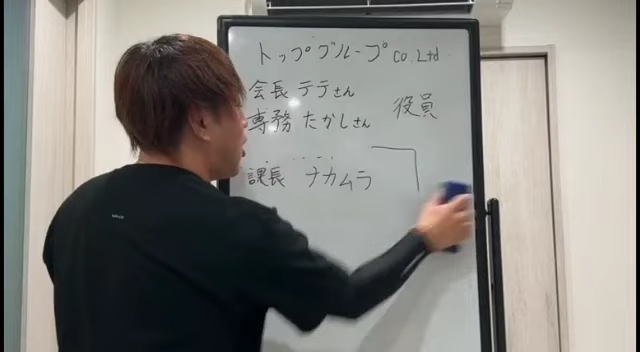 トップグループ CO.Ltd
会長 テテさん
専務 たかしさん
役員
課長 ナカムラ